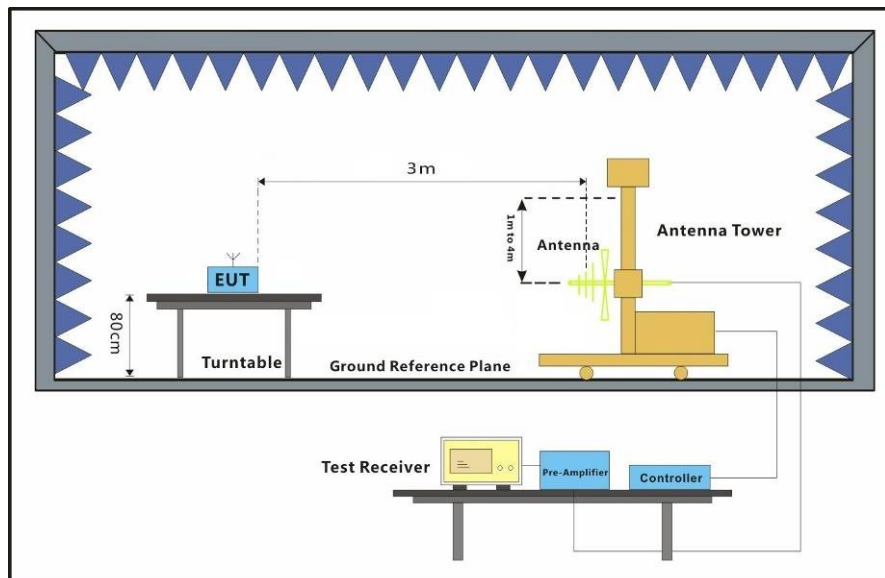 3m
1m to 4m
Antenna
Antenna Tower
EUT
80cm
Turntable
Ground Reference Plane
Test Receiver
Pre-Amplifier
Controller